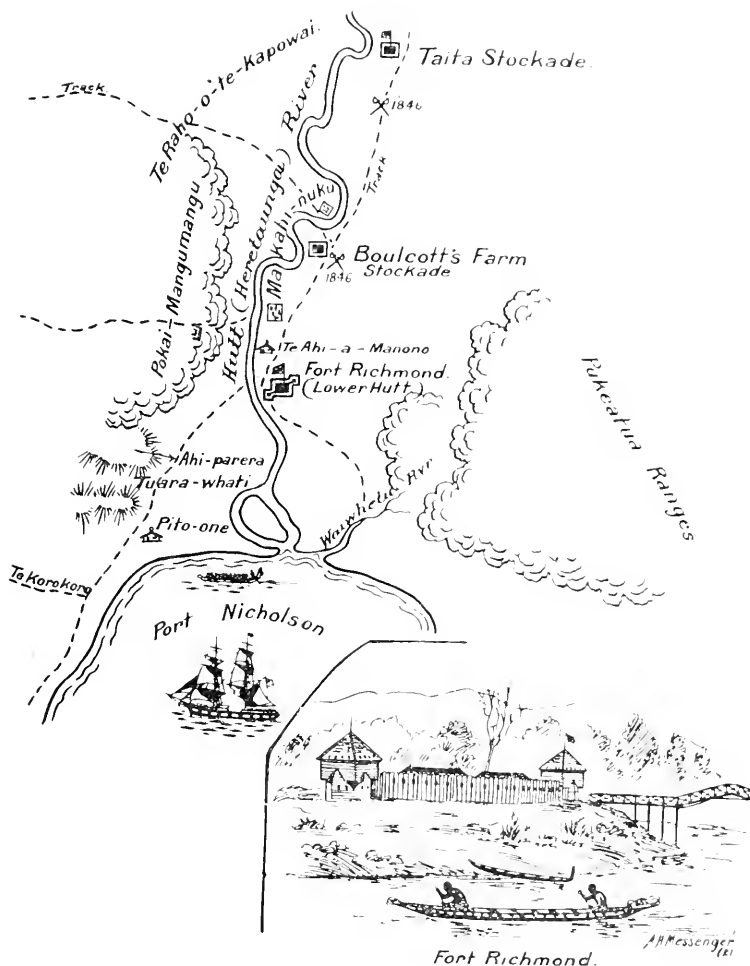 Taita Stockade.
Te Raho-o-te-Kapowai.
Track
1846
Track
Hutt (Heretaunga) River
Pokai-Mangumangu
Mai-Kahi-nuku
Boulcott's Farm
Stockade
1846
Te Ahi-a-Manono
Fort Richmond.
(Lower Hutt)
Pukeatua Ranges
Ahi-parera
Tuara-whati
Pito-one
Waiwhetu Rvr
Te Korokoro
Port Nicholson
A H Messenger
Fort Richmond.